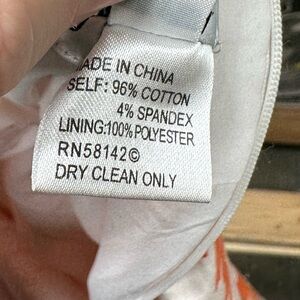 MADE IN CHINA
SELF: 96% COTTON
4% SPANDEX
LINING:100% POLYESTER
RN58142©
DRY CLEAN ONLY